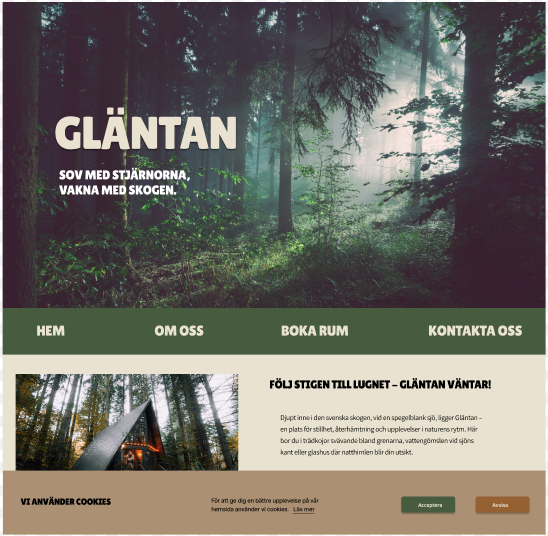 GLÄNTAN
SOV MED STJÄRNORNA,
VAKNA MED SKOGEN.
HEM OM OSS BOKA RUM KONTAKTA OSS
FÖLJ STIGEN TILL LUGNET – GLÄNTAN VÄNTAR!
Djupt inne i den svenska skogen, vid en spegelblank sjö, ligger Gläntan –
en plats för stillhet, återhämtning och upplevelser i naturens rytm. Här
bor du i trädkojor svävande bland grenarna, vattengömslen vid sjöns
kant eller glashus där natthimlen blir din utsikt.
VI ANVÄNDER COOKIES
För att ge dig en bättre upplevelse på vår
hemsida använder vi cookies. Läs mer
Acceptera
Avvisa